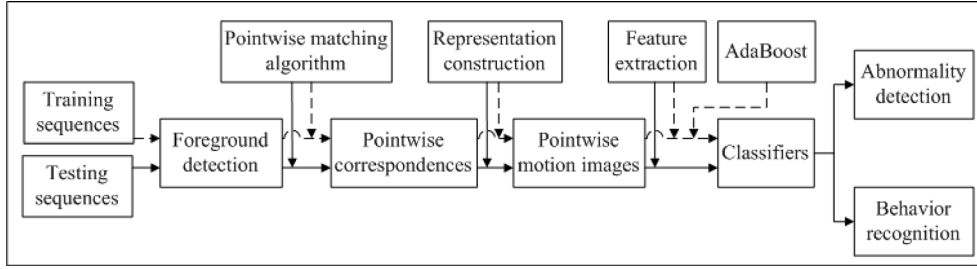 Pointwise matching
algorithm
Representation
construction
Feature
extraction
AdaBoost
Training
sequences
Testing
sequences
Foreground
detection
Pointwise
correspondences
Pointwise
motion images
Classifiers
Abnormality
detection
Behavior
recognition